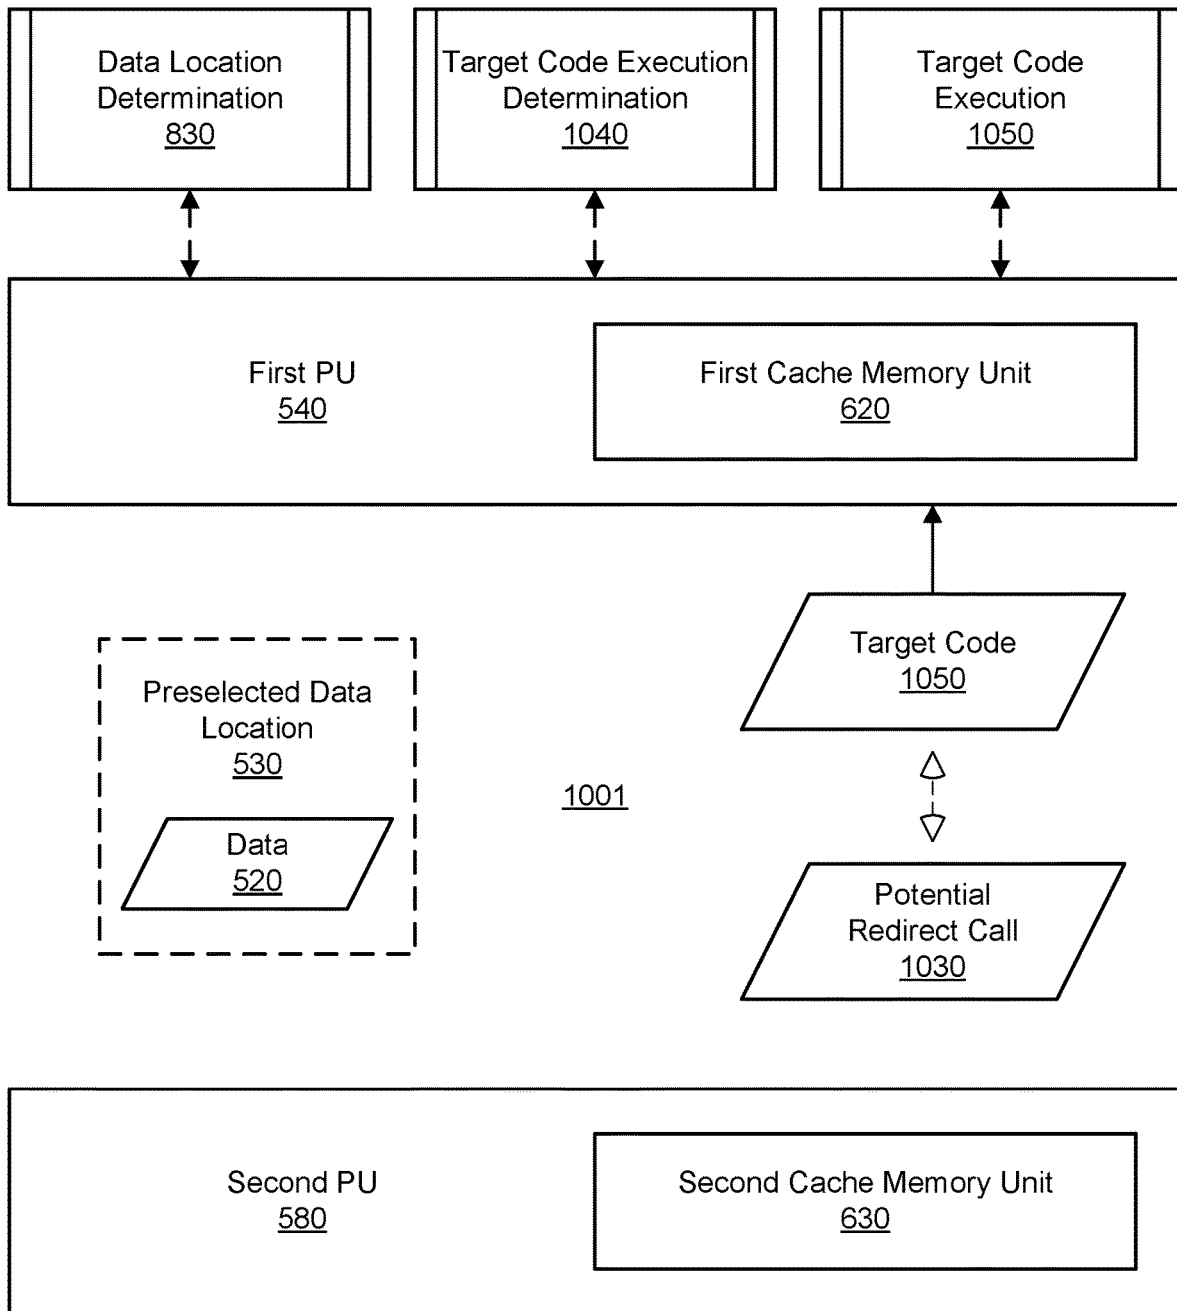 Data Location
Determination
830
Target Code Execution
Determination
1040
Target Code
Execution
1050
First PU
540
First Cache Memory Unit
620
Target Code
1050
Preselected Data
Location
530
Data
520
1001
Potential
Redirect Call
1030
Second PU
580
Second Cache Memory Unit
630